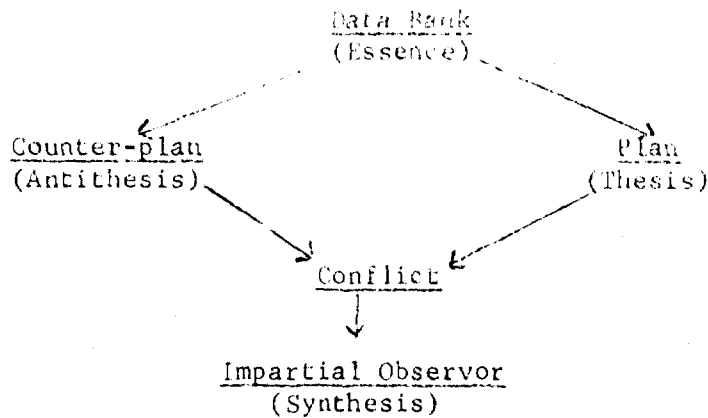 Data Bank
(Essence)
Counter-plan
(Antithesis)
Plan
(Thesis)
Conflict
Impartial Observor
(Synthesis)